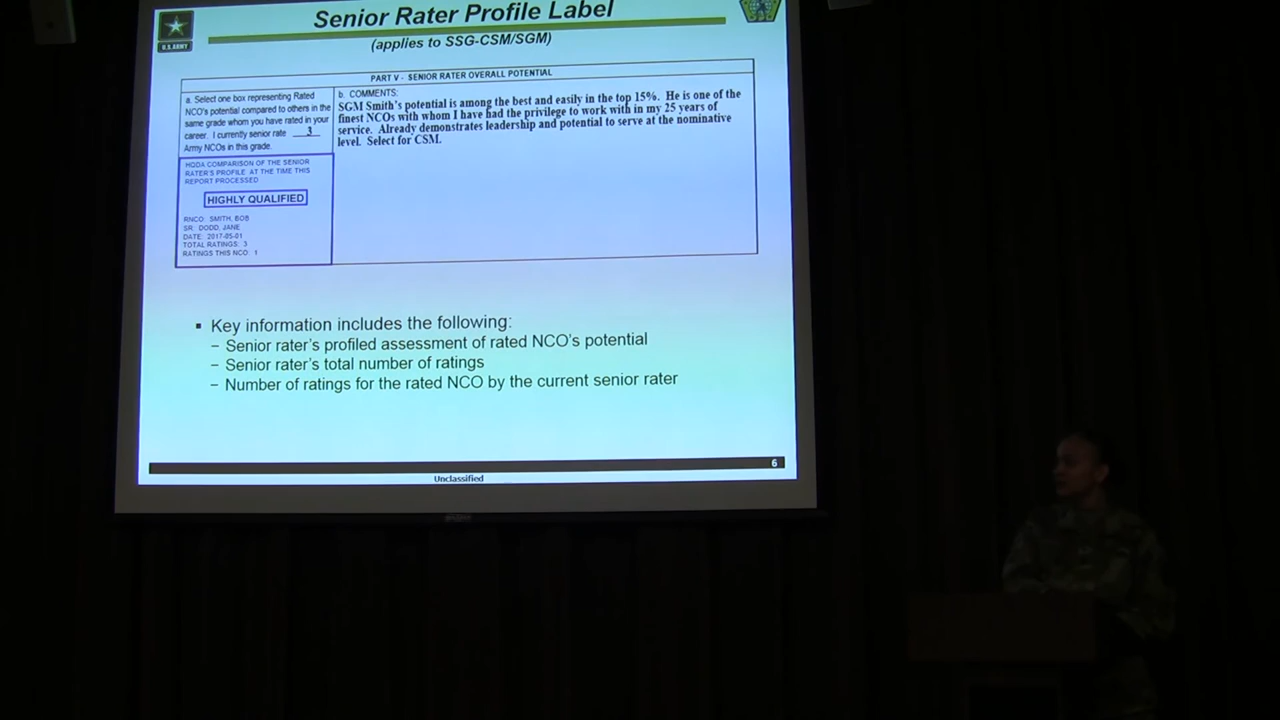 U.S. ARMY
Senior Rater Profile Label
(applies to SSG-CSM/SGM)
PART V - SENIOR RATER OVERALL POTENTIAL
a. Select one box representing Rated
NCO's potential compared to others in the
same grade whom you have rated in your
career. I currently senior rate 3
Army NCOs in this grade.
b. COMMENTS:
SGM Smith's potential is among the best and easily in the top 15%. He is one of the
finest NCOs with whom I have had the privilege to work with in my 25 years of
service. Already demonstrates leadership and potential to serve at the nominative
level. Select for CSM.
HQDA COMPARISON OF THE SENIOR
RATER'S PROFILE AT THE TIME THIS
REPORT PROCESSED
HIGHLY QUALIFIED
RNCO: SMITH, BOB
SR: DODD, JANE
DATE: 2017-05-01
TOTAL RATINGS: 3
RATINGS THIS NCO: 1
▪ Key information includes the following:
– Senior rater's profiled assessment of rated NCO's potential
– Senior rater's total number of ratings
– Number of ratings for the rated NCO by the current senior rater
6
Unclassified